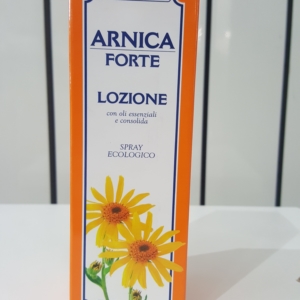 ARNICA
FORTE
LOZIONE
con oli essenziali
e consolida
SPRAY
ECOLOGICO